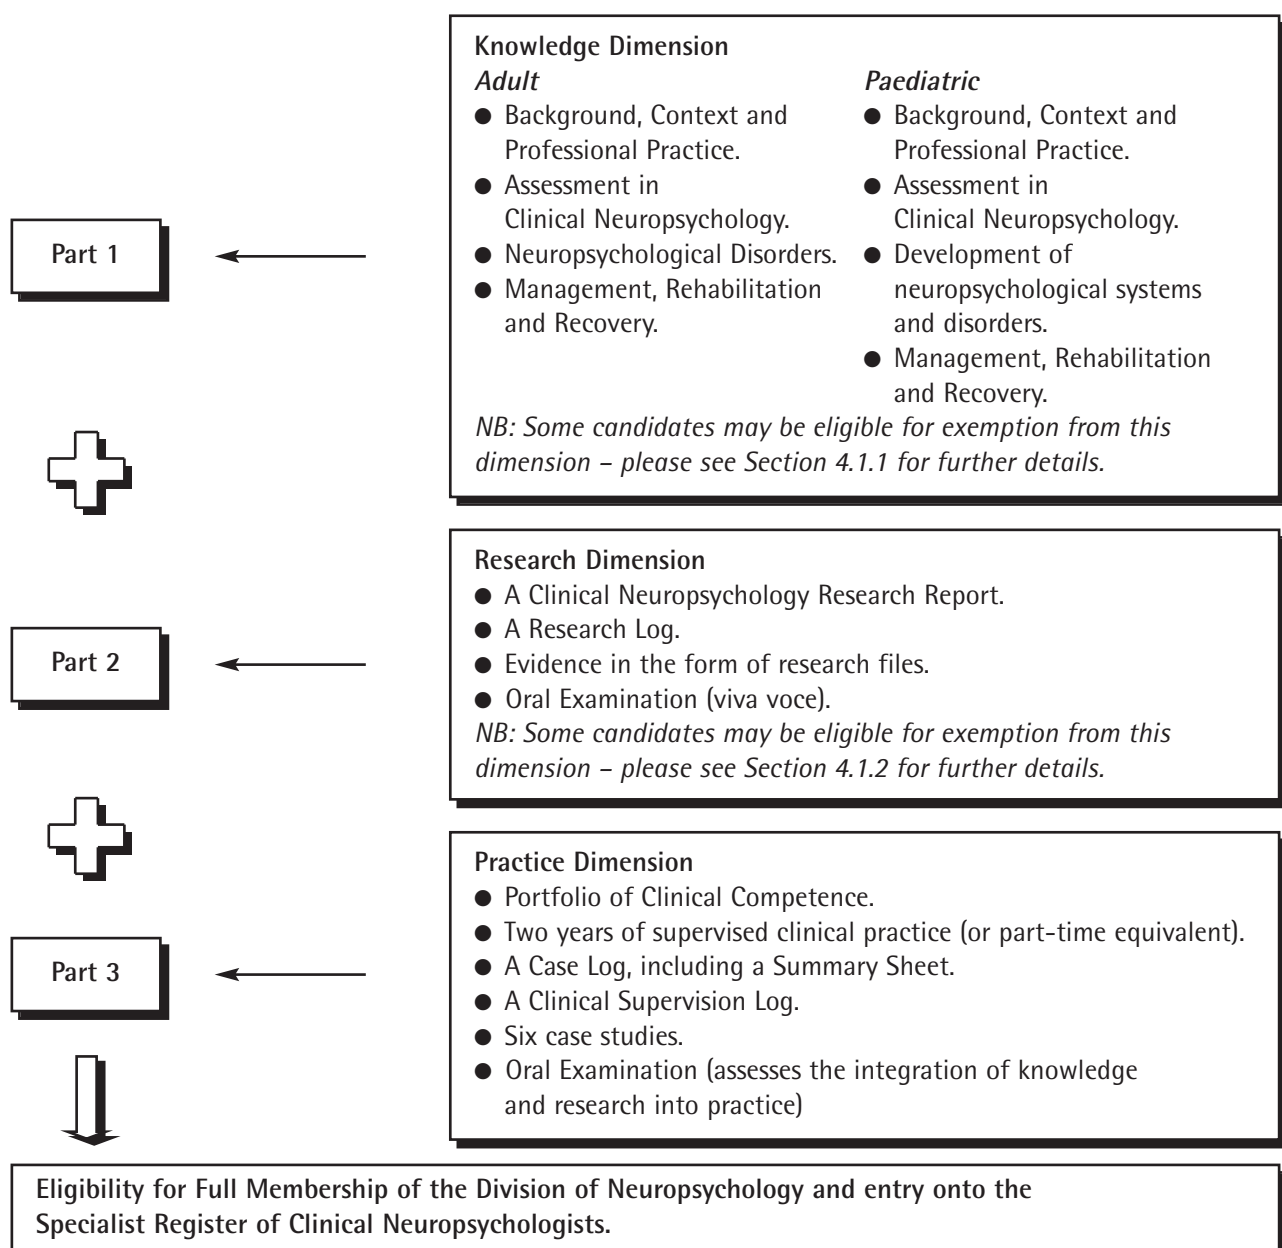 Knowledge Dimension
Adult
● Background, Context and
Professional Practice.
● Assessment in
Clinical Neuropsychology.
● Neuropsychological Disorders.
● Management, Rehabilitation
and Recovery.
Paediatric
● Background, Context and
Professional Practice.
● Assessment in
Clinical Neuropsychology.
● Development of
neuropsychological systems
and disorders.
● Management, Rehabilitation
and Recovery.
NB: Some candidates may be eligible for exemption from this
dimension – please see Section 4.1.1 for further details.
Part 1
Research Dimension
● A Clinical Neuropsychology Research Report.
● A Research Log.
● Evidence in the form of research files.
● Oral Examination (viva voce).
NB: Some candidates may be eligible for exemption from this
dimension – please see Section 4.1.2 for further details.
Part 2
Practice Dimension
● Portfolio of Clinical Competence.
● Two years of supervised clinical practice (or part-time equivalent).
● A Case Log, including a Summary Sheet.
● A Clinical Supervision Log.
● Six case studies.
● Oral Examination (assesses the integration of knowledge
and research into practice)
Part 3
Eligibility for Full Membership of the Division of Neuropsychology and entry onto the
Specialist Register of Clinical Neuropsychologists.